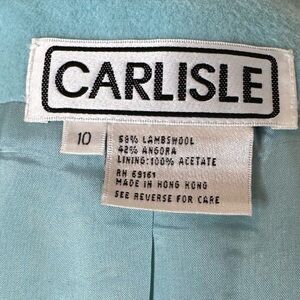 CARLISLE
10
58% LAMBSWOOL
42% ANGORA
LINING:100% ACETATE
RN 69161
MADE IN HONG KONG
SEE REVERSE FOR CARE